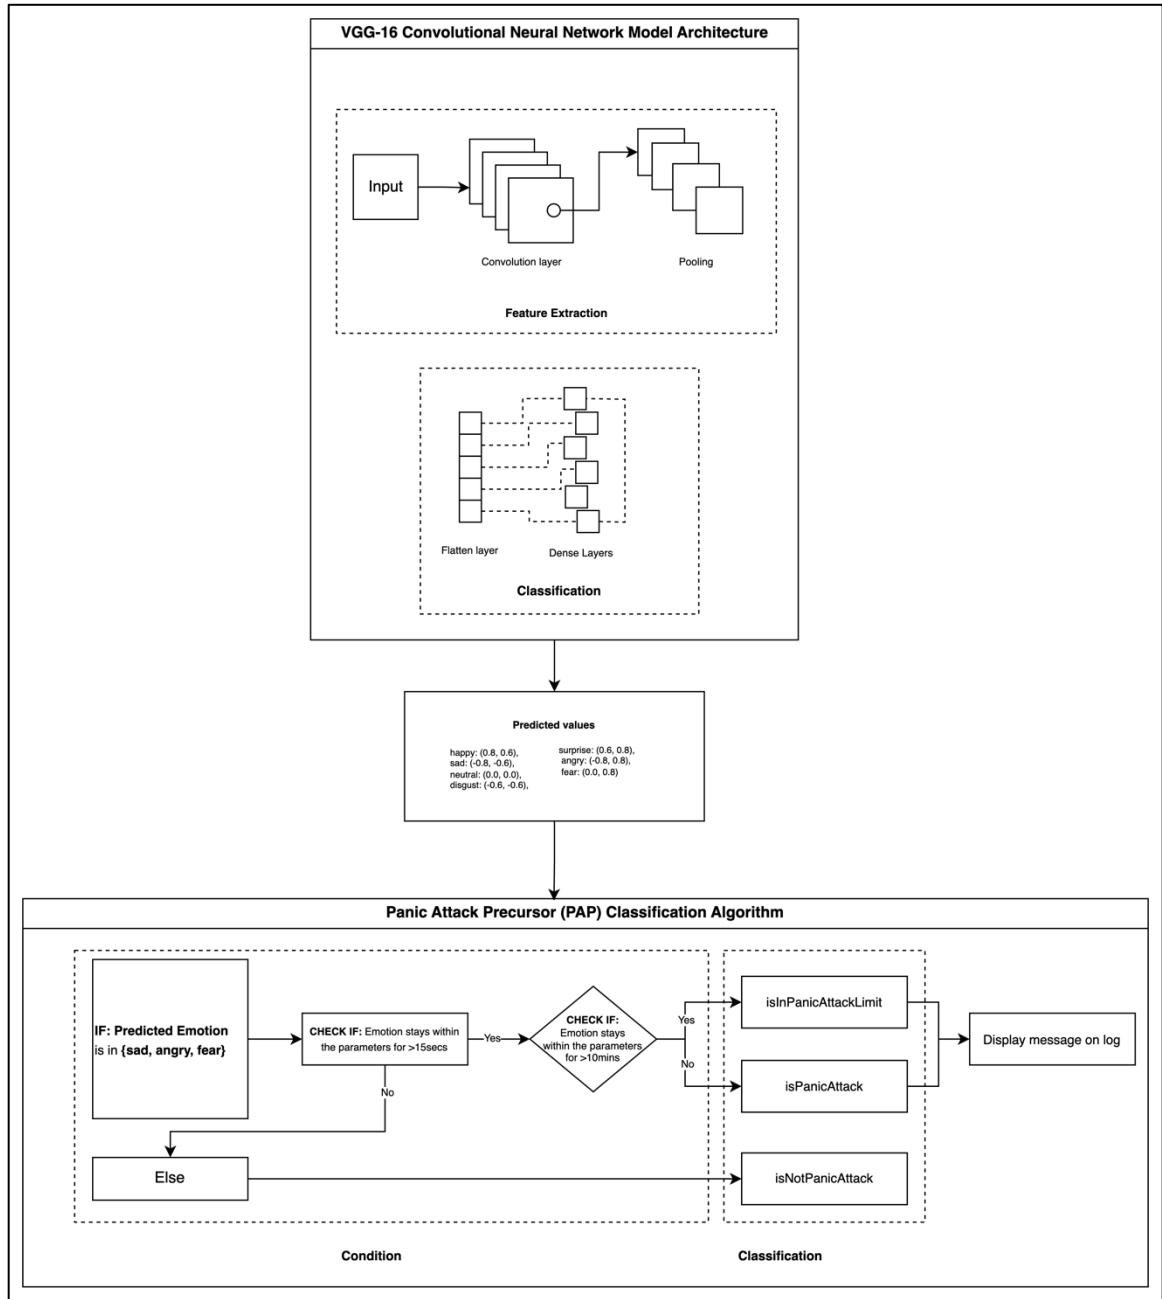 VGG-16 Convolutional Neural Network Model Architecture
Input
Convolution layer
Pooling
Feature Extraction
Flatten layer
Dense Layers
Classification
Predicted values
happy: (0.8, 0.6),
sad: (-0.8, -0.6),
neutral: (0.0, 0.0),
disgust: (-0.6, -0.6),
surprise: (0.6, 0.8),
angry: (-0.8, 0.8),
fear: (0.0, 0.8)
Panic Attack Precursor (PAP) Classification Algorithm
IF: Predicted Emotion
is in {sad, angry, fear}
CHECK IF: Emotion stays within
the parameters for >15secs
Yes
No
CHECK IF:
Emotion stays
within the parameters
for >10mins
Yes
No
isInPanicAttackLimit
isPanicAttack
Display message on log
Else
isNotPanicAttack
Condition
Classification